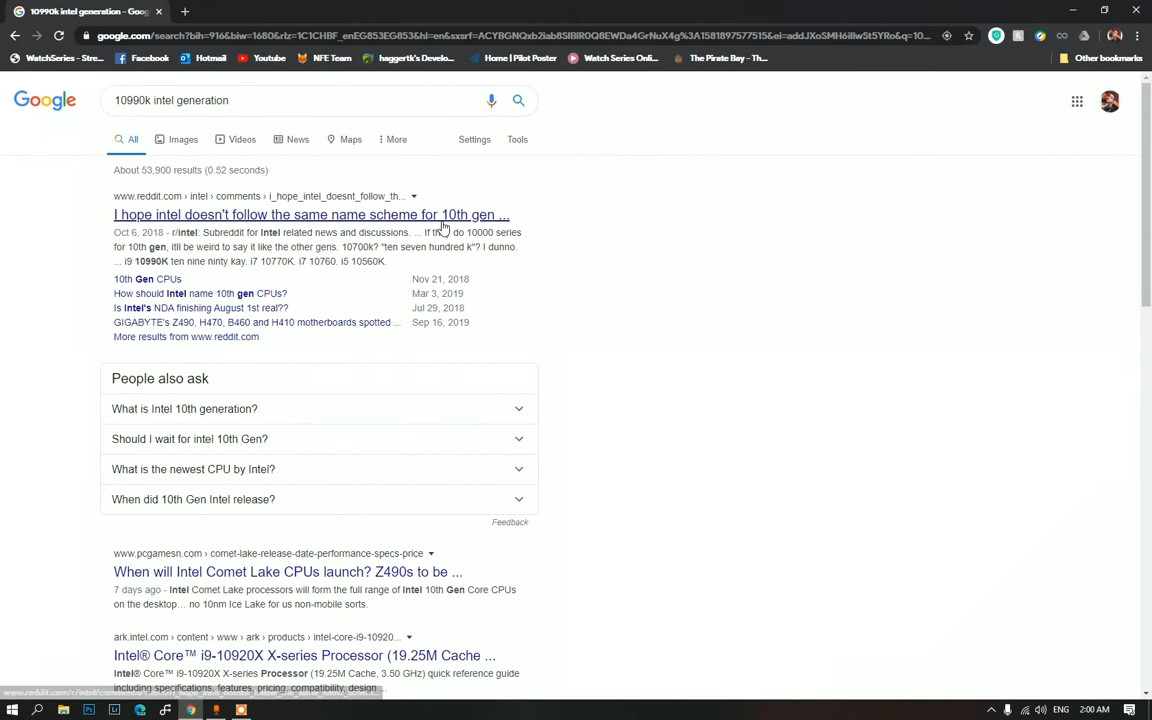 10990k intel generation - Goog
google.com/search?bih=916&biw=1680&rlz=1C1CHBF_enEG853EG853&hl=en&sxsrf=ACYBGNQxb2iab8SIBIR0Q8EWDa4GrNuX4g%3A1581897577515&ei=addJXoSMH6iIlwSt5YRo&q=10...
WatchSeries - Stre...
Facebook
Hotmail
Youtube
NFE Team
haggertk's Develo...
Home | Pilot Poster
Watch Series Onli...
The Pirate Bay - Th...
Other bookmarks
Google
10990k intel generation
All
Images
Videos
News
Maps
More
Settings
Tools
About 53,900 results (0.52 seconds)
www.reddit.com › intel › comments › i_hope_intel_doesnt_follow_th...
I hope intel doesn't follow the same name scheme for 10th gen ...
Oct 6, 2018 - r/intel: Subreddit for Intel related news and discussions. ... If th do 10000 series
for 10th gen, itll be weird to say it like the other gens. 10700k? "ten seven hundred k"? I dunno.
... i9 10990K ten nine ninty kay. i7 10770K. i7 10760. i5 10560K.
10th Gen CPUs Nov 21, 2018
How should Intel name 10th gen CPUs? Mar 3, 2019
Is Intel's NDA finishing August 1st real?? Jul 29, 2018
GIGABYTE's Z490, H470, B460 and H410 motherboards spotted ... Sep 16, 2019
More results from www.reddit.com
People also ask
What is Intel 10th generation?
Should I wait for intel 10th Gen?
What is the newest CPU by Intel?
When did 10th Gen Intel release?
Feedback
www.pcgamesn.com › comet-lake-release-date-performance-specs-price
When will Intel Comet Lake CPUs launch? Z490s to be ...
7 days ago - Intel Comet Lake processors will form the full range of Intel 10th Gen Core CPUs
on the desktop... no 10nm Ice Lake for us non-mobile sorts.
ark.intel.com › content › www › ark › products › intel-core-i9-10920...
Intel® Core™ i9-10920X X-series Processor (19.25M Cache ...
Intel® Core™ i9-10920X X-series Processor (19.25M Cache, 3.50 GHz) quick reference guide
including specifications, features, pricing, compatibility, design
ENG
2:00 AM